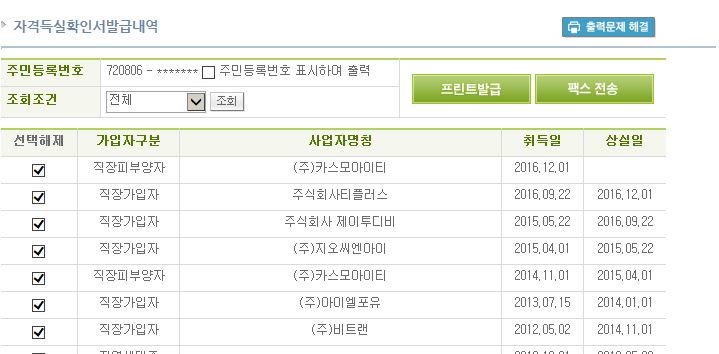 자격득실확인서발급내역
출력문제 해결
주민등록번호 720806 - ******* 주민등록번호 표시하여 출력
조회조건 전체 조회
프린트발급 팩스 전송
선택해제 가입자구분 사업자명칭 취득일 상실일
직장피부양자 (주)카스모아이티 2016.12.01
직장가입자 주식회사티플러스 2016.09.22 2016.12.01
직장가입자 주식회사 제이투디비 2015.05.22 2016.09.22
직장가입자 (주)지오씨엔아이 2015.04.01 2015.05.22
직장피부양자 (주)카스모아이티 2014.11.01 2015.04.01
직장가입자 (주)아이엘포유 2013.07.15 2014.01.01
직장가입자 (주)비트랜 2012.05.02 2014.11.01